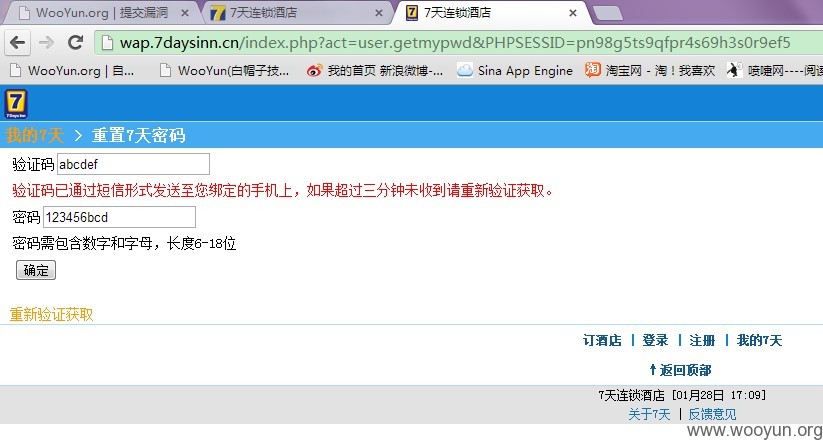 WooYun.org | 提交漏洞
7天连锁酒店
7天连锁酒店
wap.7daysinn.cn/index.php?act=user.getmypwd&PHPSESSID=pn98g5ts9qfpr4s69h3s0r9ef5
WooYun.org | 自... WooYun(白帽子技... 我的首页 新浪微博-... Sina App Engine 淘宝网 - 淘！我喜欢 喷嚏网----阅读
7
7 Days Inn
我的7天 > 重置7天密码
验证码 abcdef
验证码已通过短信形式发送至您绑定的手机上，如果超过三分钟未收到请重新验证获取。
密码 123456bcd
密码需包含数字和字母，长度6-18位
确定
重新验证获取
订酒店 | 登录 | 注册 | 我的7天
↑返回顶部
7天连锁酒店 [01月28日 17:09]
关于7天 | 反馈意见
www.wooyun.org